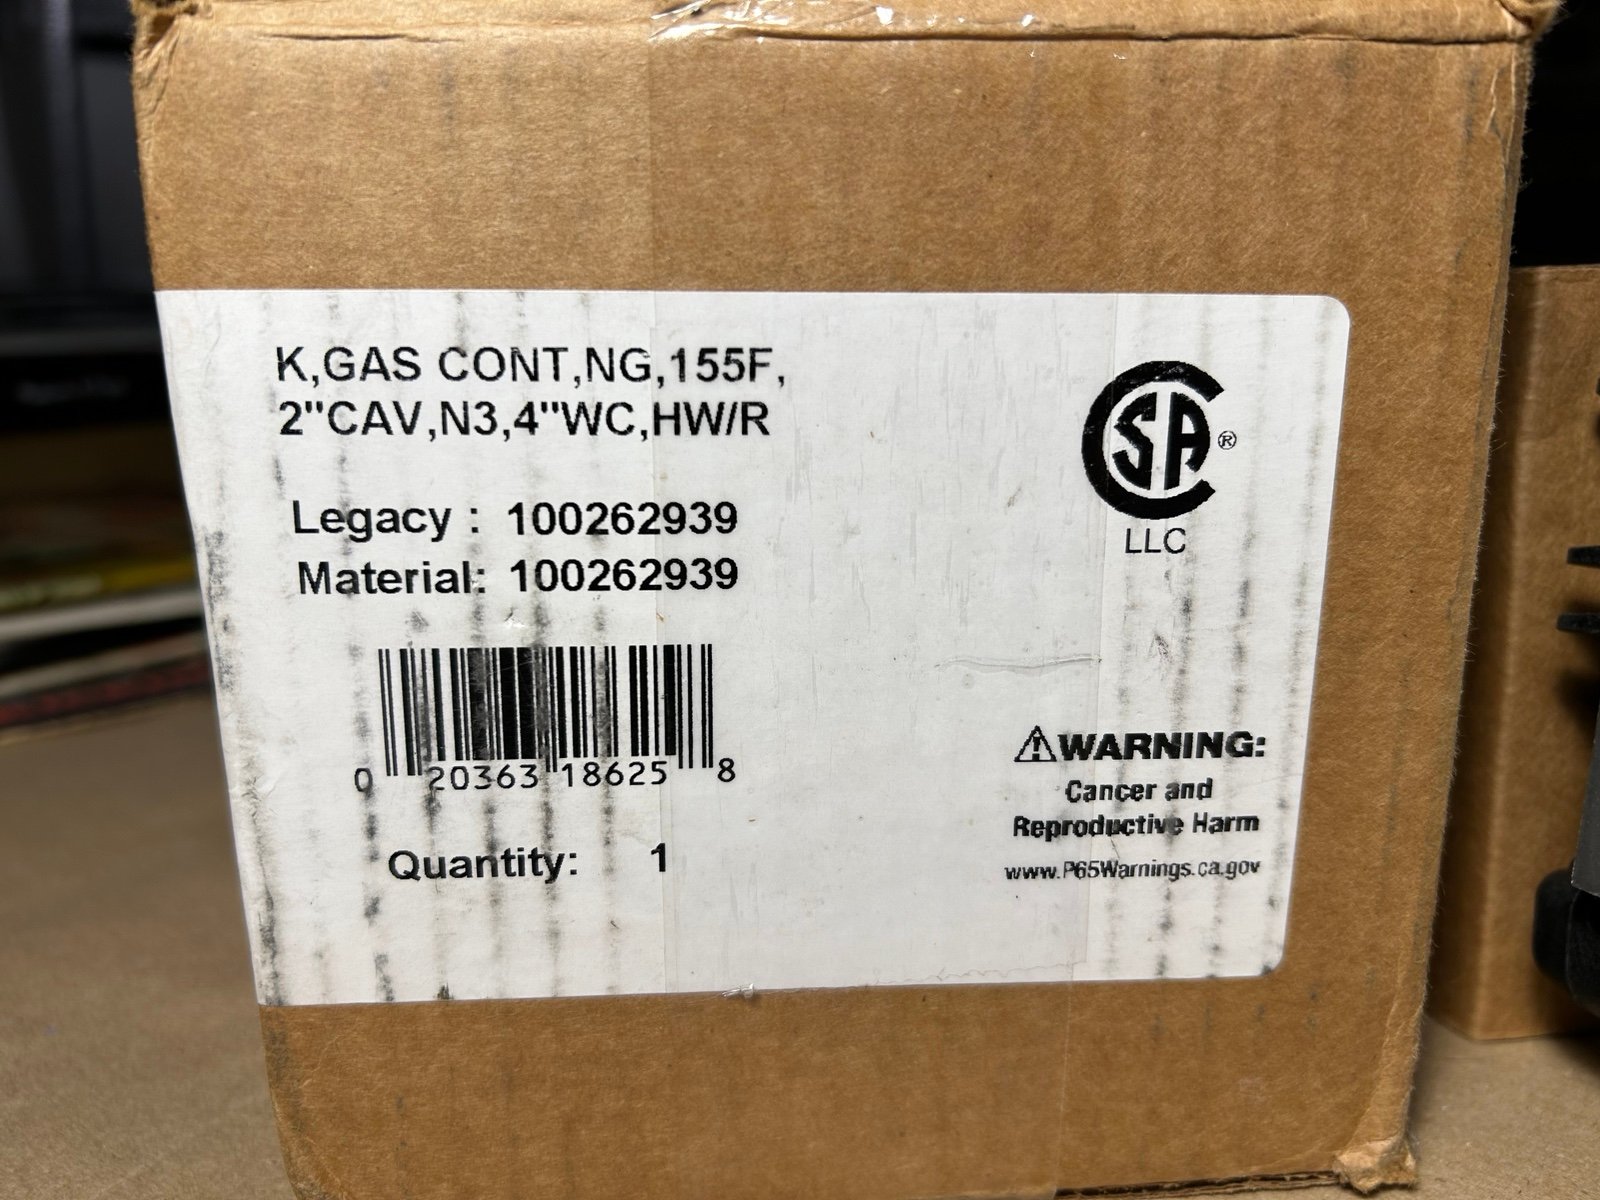 K,GAS CONT,NG,155F,
2"CAV,N3,4"WC,HW/R
Legacy : 100262939
Material: 100262939
0 20363 18625 8
Quantity: 1
CSA®
LLC
⚠WARNING:
Cancer and
Reproductive Harm
www.P65Warnings.ca.gov